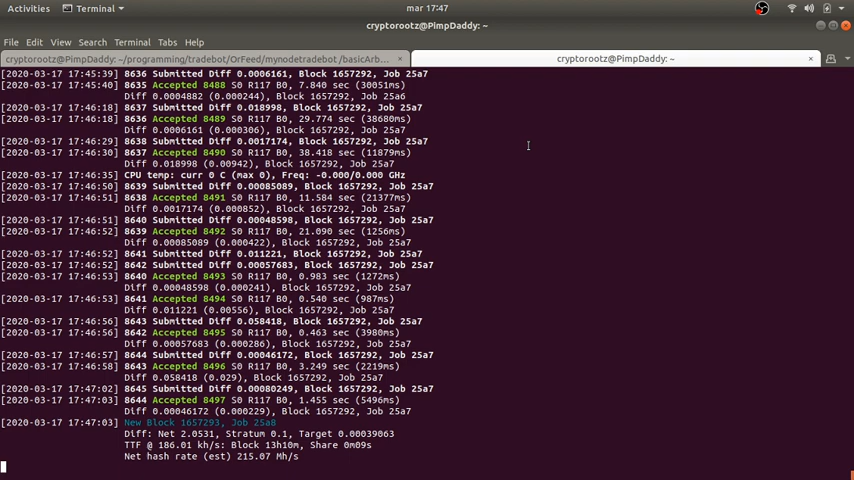 Activities Terminal mar 17:47
cryptorootz@PimpDaddy: ~
File Edit View Search Terminal Tabs Help
cryptorootz@PimpDaddy: ~/programming/tradebot/OrFeed/mynodetradebot /basicArb... × cryptorootz@PimpDaddy: ~ ×
[2020-03-17 17:45:39] 8636 Submitted Diff 0.0006161, Block 1657292, Job 25a7
[2020-03-17 17:45:40] 8635 Accepted 8488 S0 R117 B0, 7.840 sec (30051ms)
Diff 0.0004882 (0.000244), Block 1657292, Job 25a6
[2020-03-17 17:46:18] 8637 Submitted Diff 0.018998, Block 1657292, Job 25a7
[2020-03-17 17:46:18] 8636 Accepted 8489 S0 R117 B0, 29.774 sec (38680ms)
Diff 0.0006161 (0.000306), Block 1657292, Job 25a7
[2020-03-17 17:46:29] 8638 Submitted Diff 0.0017174, Block 1657292, Job 25a7
[2020-03-17 17:46:30] 8637 Accepted 8490 S0 R117 B0, 38.418 sec (11879ms)
Diff 0.018998 (0.00942), Block 1657292, Job 25a7
[2020-03-17 17:46:35] CPU temp: curr 0 C (max 0), Freq: -0.000/0.000 GHz
[2020-03-17 17:46:50] 8639 Submitted Diff 0.00085089, Block 1657292, Job 25a7
[2020-03-17 17:46:51] 8638 Accepted 8491 S0 R117 B0, 11.584 sec (21377ms)
Diff 0.0017174 (0.000852), Block 1657292, Job 25a7
[2020-03-17 17:46:51] 8640 Submitted Diff 0.00048598, Block 1657292, Job 25a7
[2020-03-17 17:46:52] 8639 Accepted 8492 S0 R117 B0, 21.090 sec (1256ms)
Diff 0.00085089 (0.000422), Block 1657292, Job 25a7
[2020-03-17 17:46:52] 8641 Submitted Diff 0.011221, Block 1657292, Job 25a7
[2020-03-17 17:46:52] 8642 Submitted Diff 0.00057683, Block 1657292, Job 25a7
[2020-03-17 17:46:53] 8640 Accepted 8493 S0 R117 B0, 0.983 sec (1272ms)
Diff 0.00048598 (0.000241), Block 1657292, Job 25a7
[2020-03-17 17:46:53] 8641 Accepted 8494 S0 R117 B0, 0.540 sec (987ms)
Diff 0.011221 (0.00556), Block 1657292, Job 25a7
[2020-03-17 17:46:56] 8643 Submitted Diff 0.058418, Block 1657292, Job 25a7
[2020-03-17 17:46:56] 8642 Accepted 8495 S0 R117 B0, 0.463 sec (3980ms)
Diff 0.00057683 (0.000286), Block 1657292, Job 25a7
[2020-03-17 17:46:57] 8644 Submitted Diff 0.00046172, Block 1657292, Job 25a7
[2020-03-17 17:46:58] 8643 Accepted 8496 S0 R117 B0, 3.249 sec (2219ms)
Diff 0.058418 (0.029), Block 1657292, Job 25a7
[2020-03-17 17:47:02] 8645 Submitted Diff 0.00080249, Block 1657292, Job 25a7
[2020-03-17 17:47:03] 8644 Accepted 8497 S0 R117 B0, 1.455 sec (5496ms)
Diff 0.00046172 (0.000229), Block 1657292, Job 25a7
[2020-03-17 17:47:03] New Block 1657293, Job 25a8
Diff: Net 2.0531, Stratum 0.1, Target 0.00039063
TTF @ 186.01 kh/s: Block 13h10m, Share 0m09s
Net hash rate (est) 215.07 Mh/s